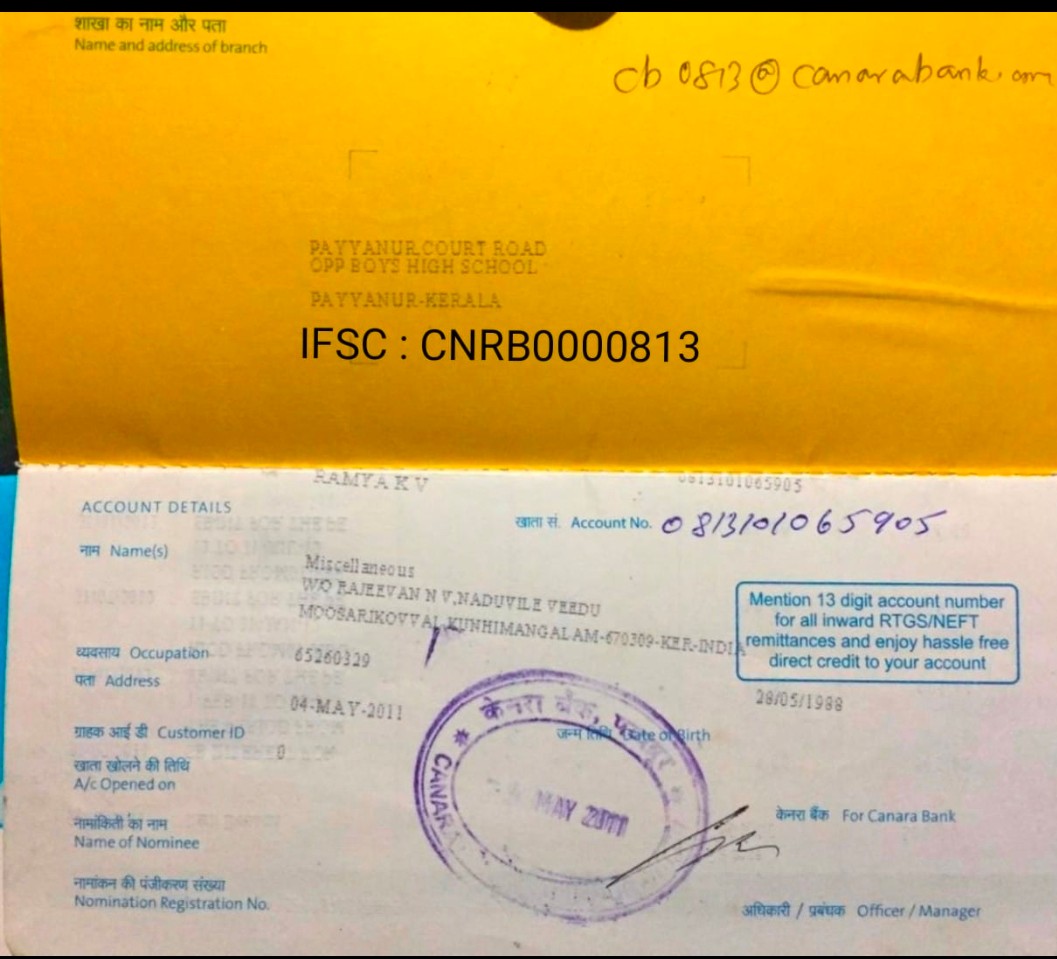 शाखा का नाम और पता
Name and address of branch
cb 0813@canarabank.com
PAYYANUR,COURT ROAD
OPP BOYS HIGH SCHOOL
PAYYANUR-KERALA
IFSC : CNRB0000813
RAMYA K V 0813101065905
ACCOUNT DETAILS
खाता सं. Account No. 0813101065905
नाम Name(s)
Miscellaneous
W/O RAJEEVAN N V,NADUVILE VEEDU
MOOSARIKOVVAL,KUNHIMANGALAM-670309-KER-INDIA
Mention 13 digit account number
for all inward RTGS/NEFT
remittances and enjoy hassle free
direct credit to your account
व्यवसाय Occupation
65260329
पता Address
04-MAY-2011
28/05/1988
ग्राहक आई डी Customer ID
0
जन्म तिथि Date of Birth
खाता खोलने की तिथि
A/c Opened on
केनरा बैंक,
CANARA
MAY 2011
नामांकिती का नाम
Name of Nominee
केनरा बैंक For Canara Bank
नामांकन की पंजीकरण संख्या
Nomination Registration No.
अधिकारी / प्रबंधक Officer / Manager